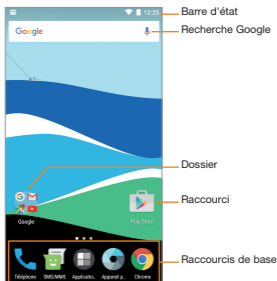 12:25
Barre d'état
Google
Recherche Google
Dossier
Raccourci
Google
Play Store
Raccourcis de base
Téléphone
SMS/MMS
Applicatio..
Appareil p..
Chrome